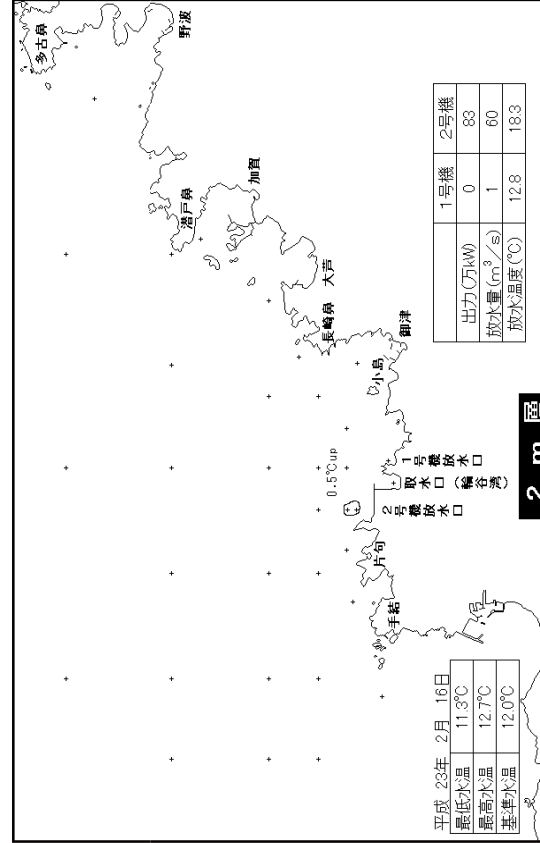 多古鼻
野波
潜戸鼻
加賀
大芦
長崎鼻
御津
小島
0.5℃up
1号機放水口
取水口(輪谷湾)
2号機放水口
片句
手結
1号機 2号機
出力(万kW) 0 83
放水量(m³/s) 1 60
放水温度(℃) 12.8 18.3
2 m 層
平成 23年 2月 16日
最低水温 11.3℃
最高水温 12.7℃
基準水温 12.0℃